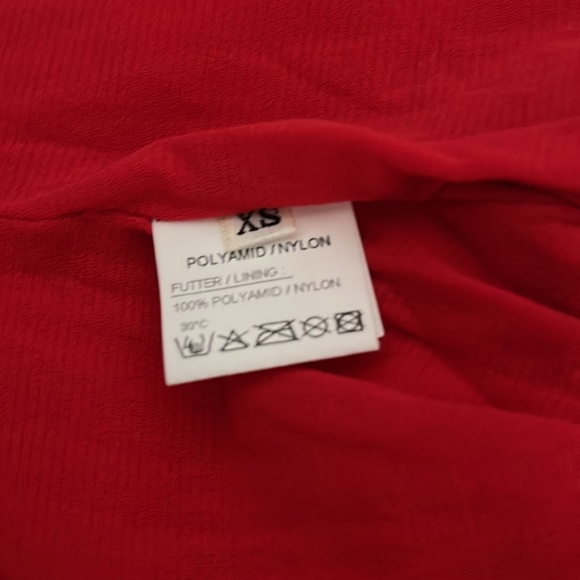 XS
POLYAMID / NYLON
FUTTER / LINING :
100% POLYAMID / NYLON
30°C